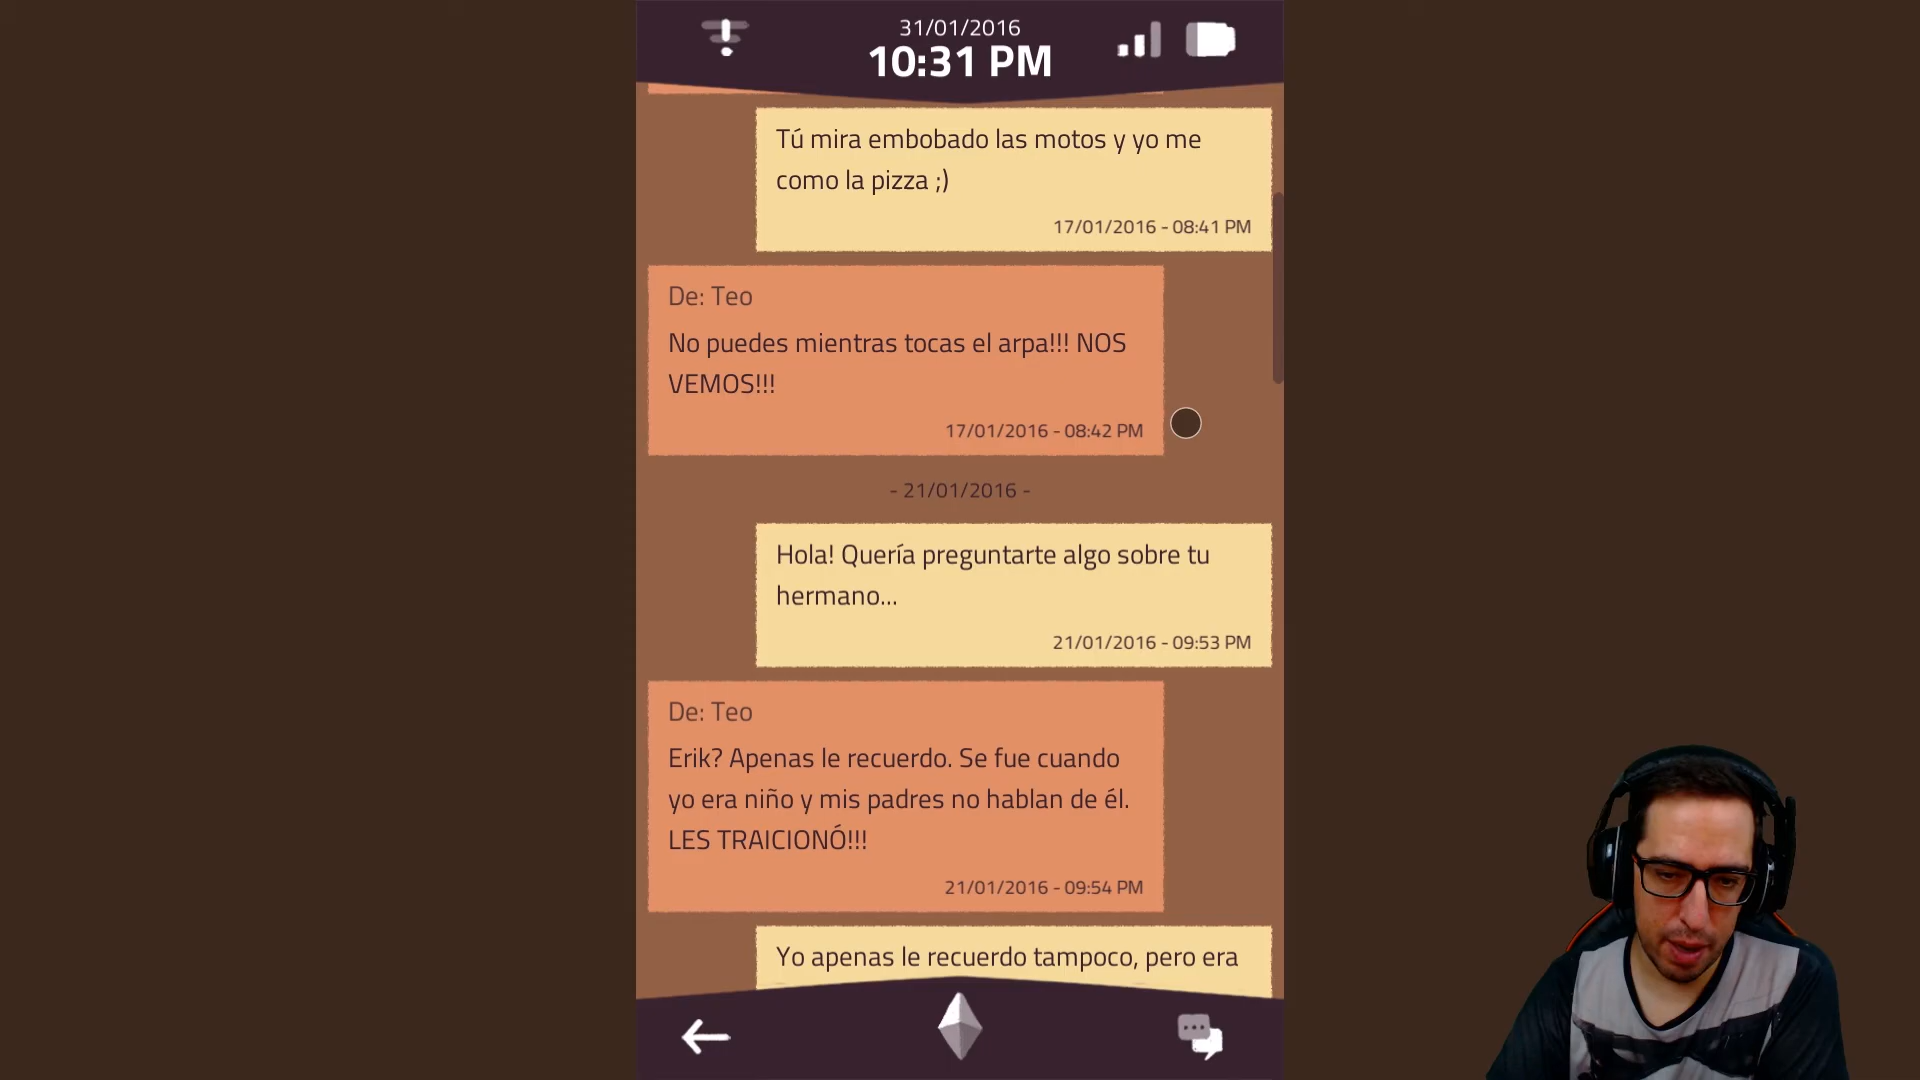 31/01/2016
10:31 PM
Tú mira embobado las motos y yo me
como la pizza ;)
17/01/2016 - 08:41 PM
De: Teo
No puedes mientras tocas el arpa!!! NOS
VEMOS!!!
17/01/2016 - 08:42 PM
- 21/01/2016 -
Hola! Quería preguntarte algo sobre tu
hermano...
21/01/2016 - 09:53 PM
De: Teo
Erik? Apenas le recuerdo. Se fue cuando
yo era niño y mis padres no hablan de él.
LES TRAICIONÓ!!!
21/01/2016 - 09:54 PM
Yo apenas le recuerdo tampoco, pero era